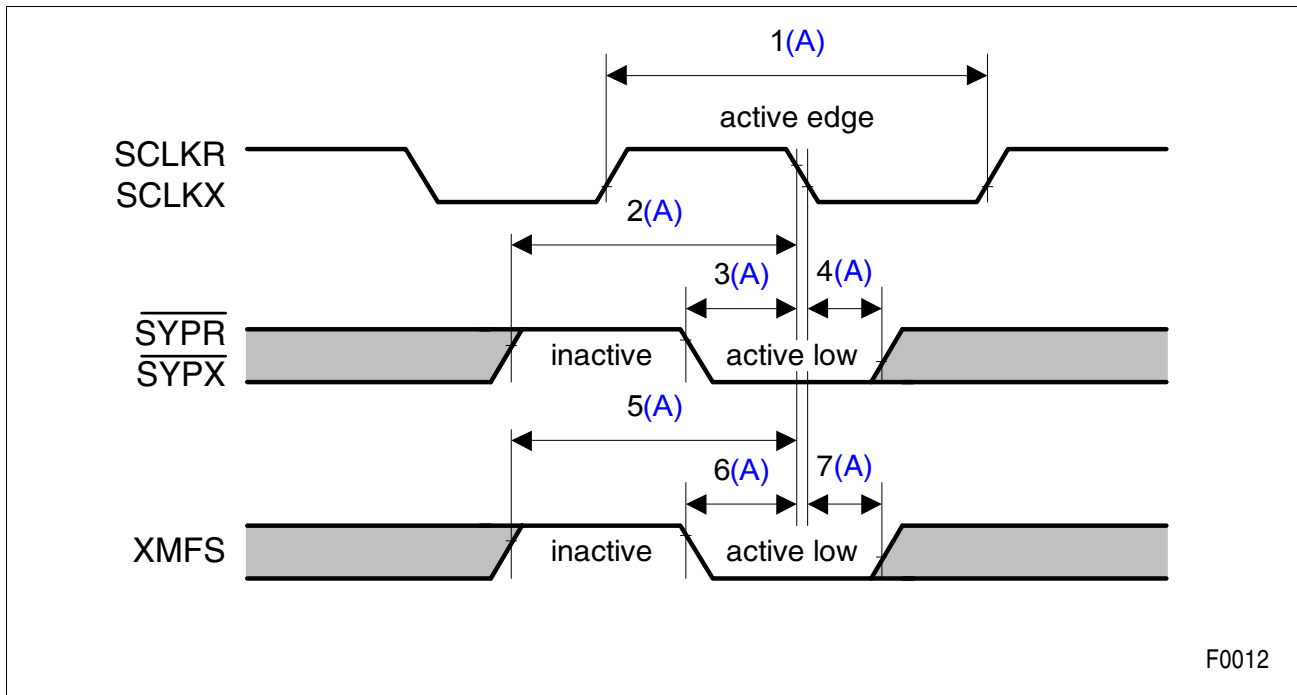 1(A)
active edge
SCLKR
SCLKX
2(A)
3(A) 4(A)
SYPR
SYPX
inactive active low
5(A)
6(A) 7(A)
XMFS
inactive active low
F0012